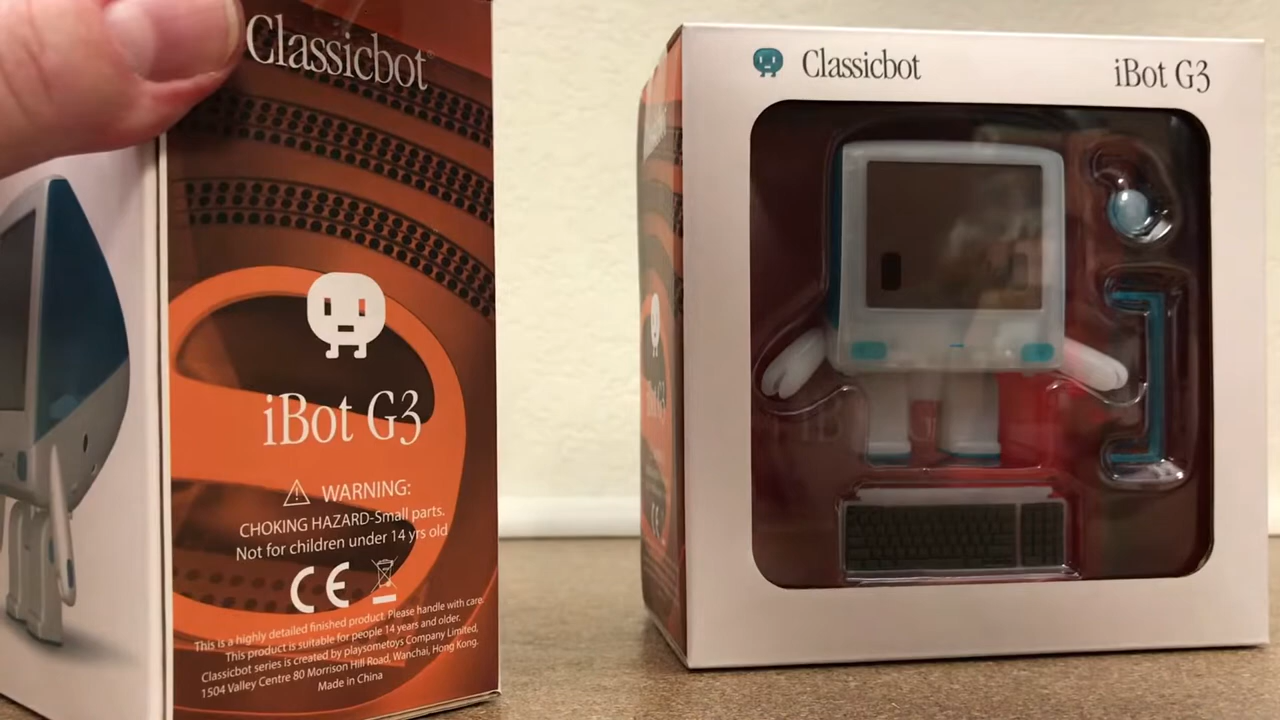 Classicbot
iBot G3
WARNING:
CHOKING HAZARD-Small parts.
Not for children under 14 yrs old
CE
This is a highly detailed finished product. Please handle with care
This product is suitable for people 14 years and older.
Classicbot series is created by playsometoys Company Limited.
1504 Valley Centre 80 Morrison Hill Road, Wanchai, Hong Kong.
Made in China
Classicbot
iBot G3